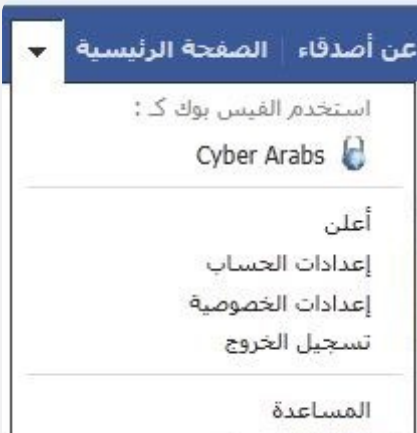 عن أصدقاء الصفحة الرئيسية
استخدم الفيس بوك كـ :
Cyber Arabs
أعلن
إعدادات الحساب
إعدادات الخصوصية
تسجيل الخروج
المساعدة